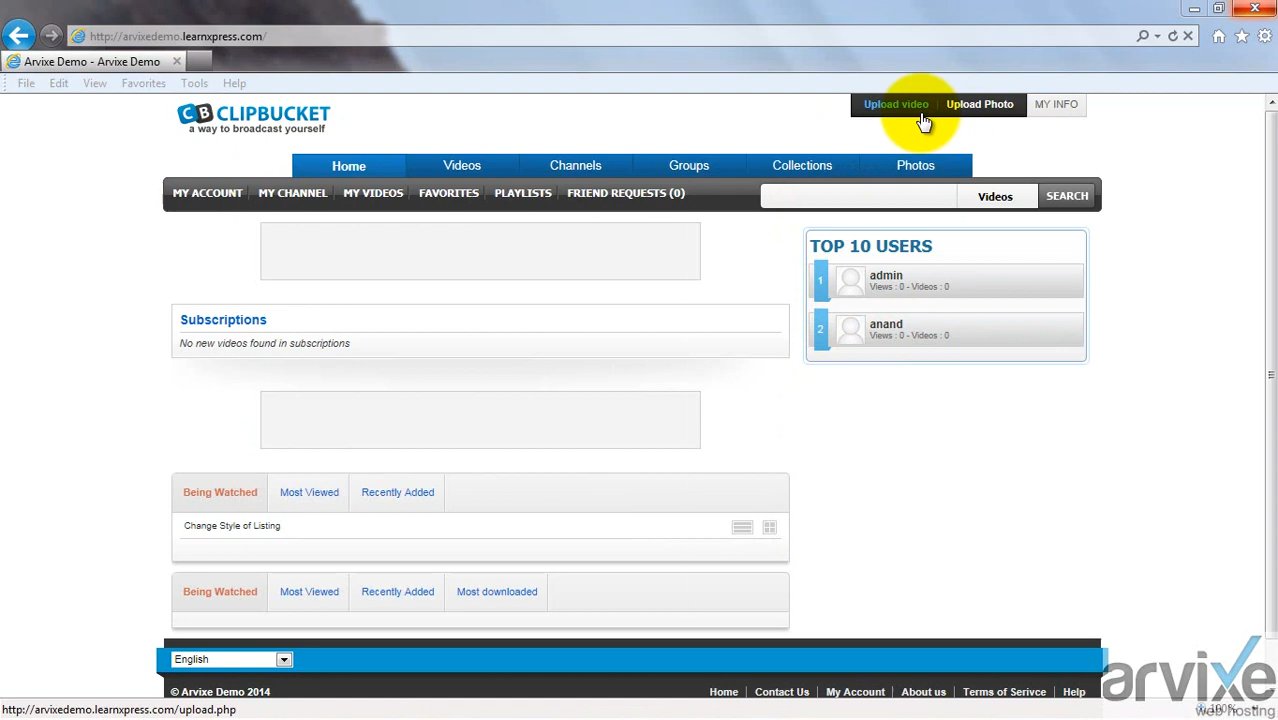 http://arvixedemo.learnxpress.com/
Arvixe Demo - Arvixe Demo
File Edit View Favorites Tools Help
CB CLIPBUCKET
a way to broadcast yourself
Upload video Upload Photo MY INFO
Home Videos Channels Groups Collections Photos
MY ACCOUNT MY CHANNEL MY VIDEOS FAVORITES PLAYLISTS FRIEND REQUESTS (0) Videos SEARCH
TOP 10 USERS
1 admin
Views : 0 - Videos : 0
2 anand
Views : 0 - Videos : 0
Subscriptions
No new videos found in subscriptions
Being Watched Most Viewed Recently Added
Change Style of Listing
Being Watched Most Viewed Recently Added Most downloaded
English
© Arvixe Demo 2014 Home Contact Us My Account About us Terms of Serivce Help
arvixe
web hosting
http://arvixedemo.learnxpress.com/upload.php
100%